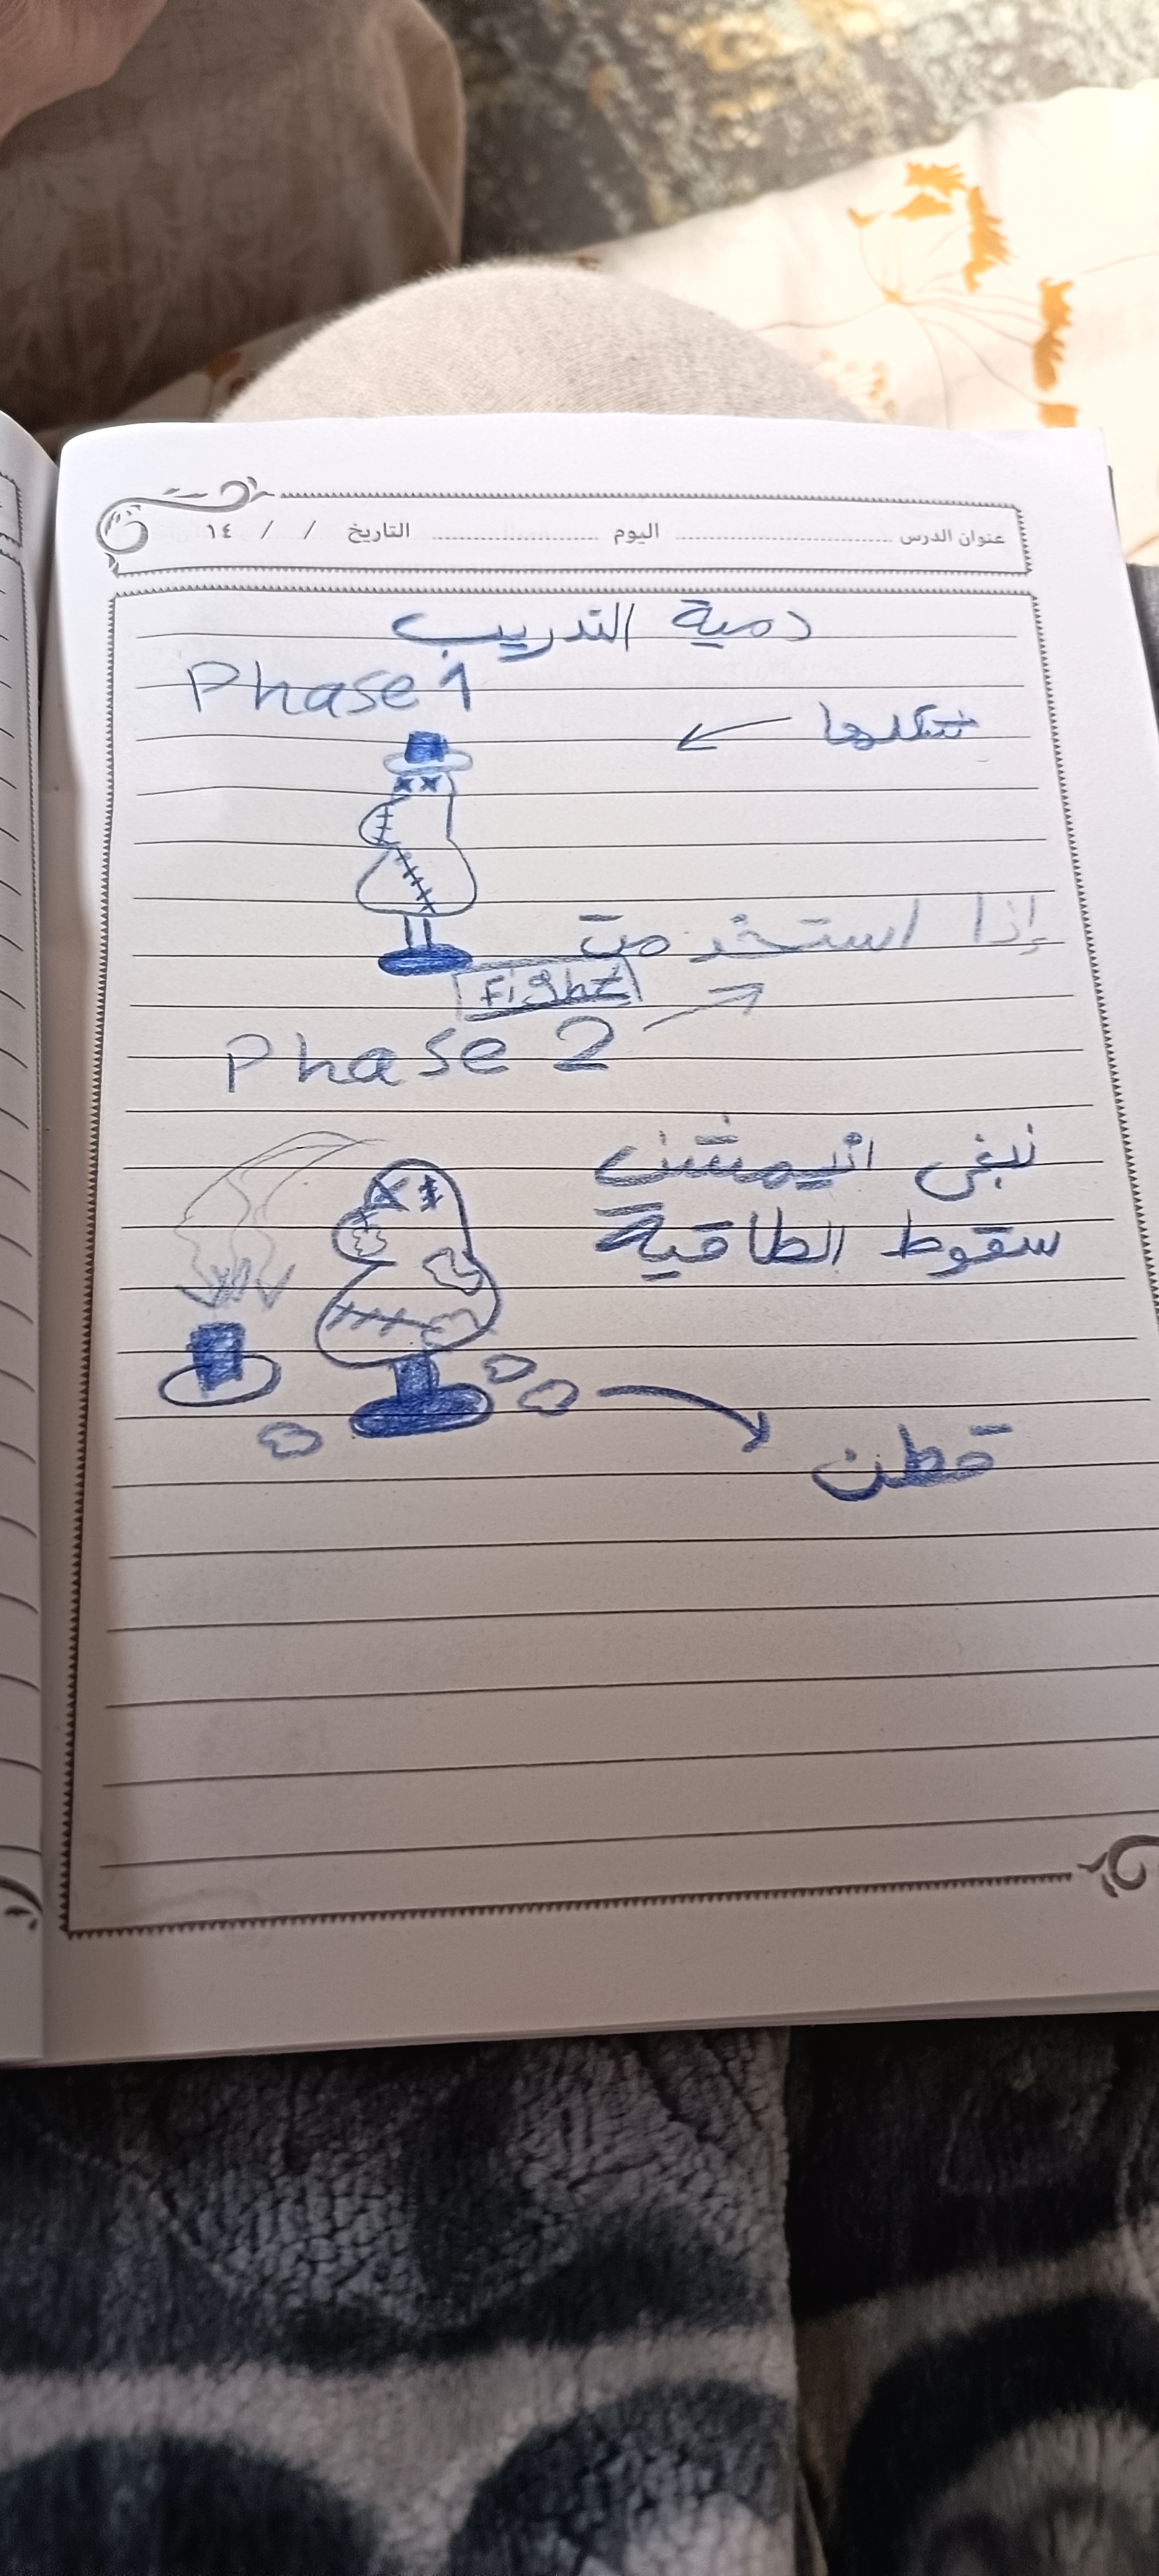 عنوان الدرس اليوم التاريخ / / ١٤
دمية التدريب
Phase 1
شكلها
إذا استخدمت
Fight
Phase 2
نبغى انيمشن
سقوط الطاقية
قطن